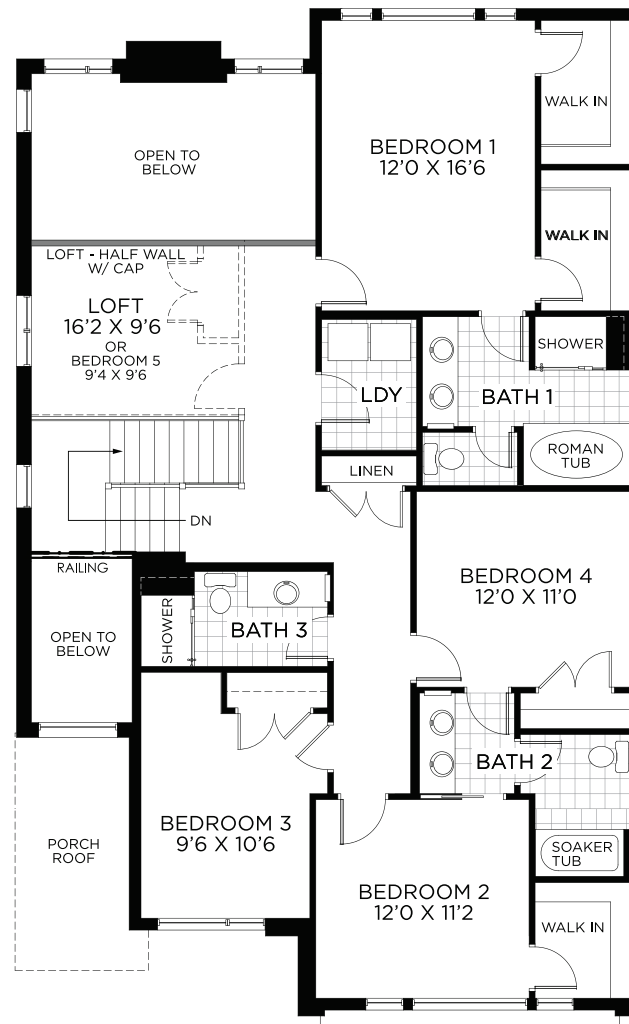 WALK IN
OPEN TO
BELOW
BEDROOM 1
12'0 X 16'6
WALK IN
LOFT - HALF WALL
W/ CAP
LOFT
16'2 X 9'6
OR
BEDROOM 5
9'4 X 9'6
SHOWER
LDY
BATH 1
ROMAN
TUB
LINEN
DN
RAILING
BEDROOM 4
12'0 X 11'0
OPEN TO
BELOW
SHOWER
BATH 3
BATH 2
BEDROOM 3
9'6 X 10'6
PORCH
ROOF
SOAKER
TUB
BEDROOM 2
12'0 X 11'2
WALK IN